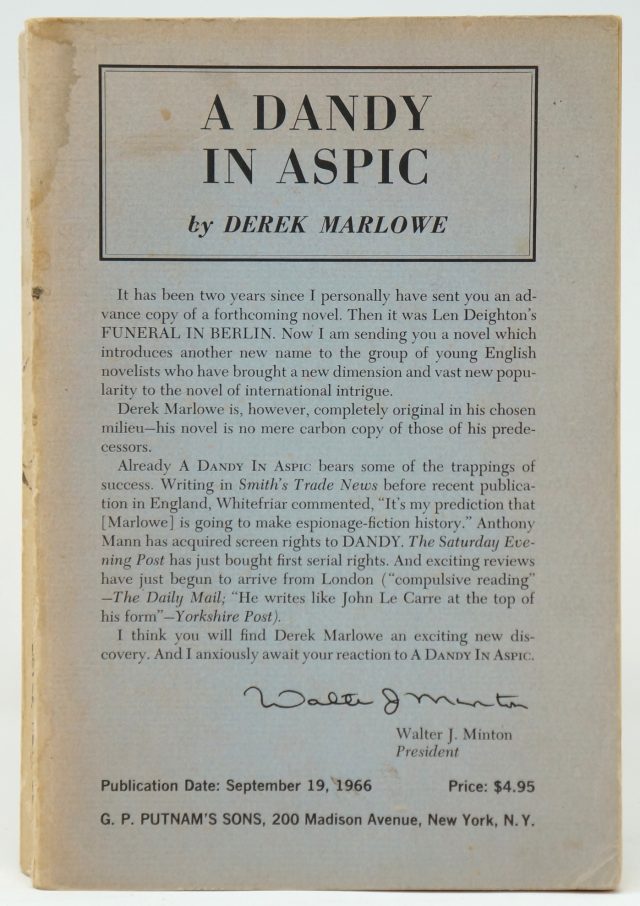 A DANDY
IN ASPIC
by DEREK MARLOWE
It has been two years since I personally have sent you an ad-
vance copy of a forthcoming novel. Then it was Len Deighton's
FUNERAL IN BERLIN. Now I am sending you a novel which
introduces another new name to the group of young English
novelists who have brought a new dimension and vast new popu-
larity to the novel of international intrigue.
Derek Marlowe is, however, completely original in his chosen
milieu—his novel is no mere carbon copy of those of his prede-
cessors.
Already A DANDY IN ASPIC bears some of the trappings of
success. Writing in Smith's Trade News before recent publica-
tion in England, Whitefriar commented, "It's my prediction that
[Marlowe] is going to make espionage-fiction history." Anthony
Mann has acquired screen rights to DANDY. The Saturday Eve-
ning Post has just bought first serial rights. And exciting reviews
have just begun to arrive from London ("compulsive reading"
—The Daily Mail; "He writes like John Le Carre at the top of
his form"—Yorkshire Post).
I think you will find Derek Marlowe an exciting new dis-
covery. And I anxiously await your reaction to A DANDY IN ASPIC.
Walter J Minton
Walter J. Minton
President
Publication Date: September 19, 1966 Price: $4.95
G. P. PUTNAM'S SONS, 200 Madison Avenue, New York, N. Y.